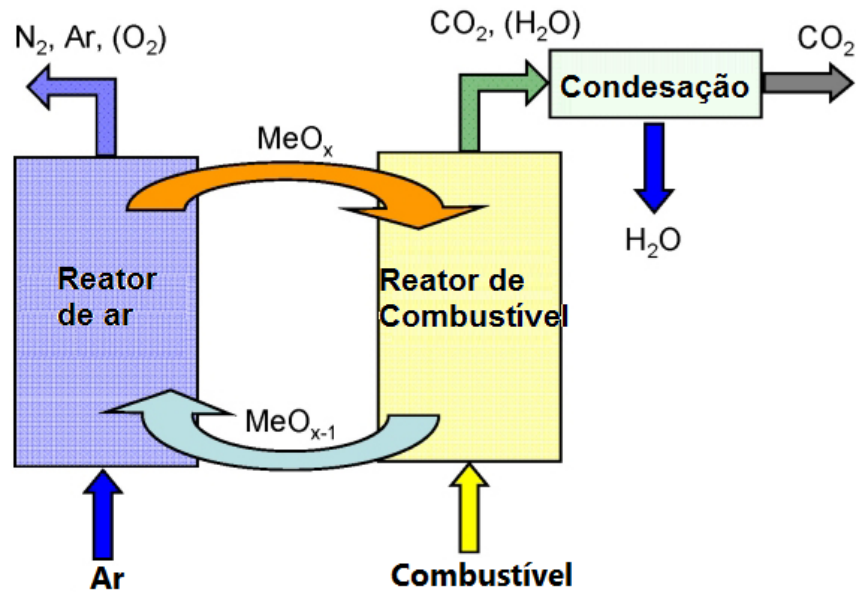 N₂, Ar, (O₂)
CO₂, (H₂O)
CO₂
Condesação
MeOₓ
H₂O
Reator
de ar
Reator de
Combustível
MeOₓ₋₁
Ar
Combustível